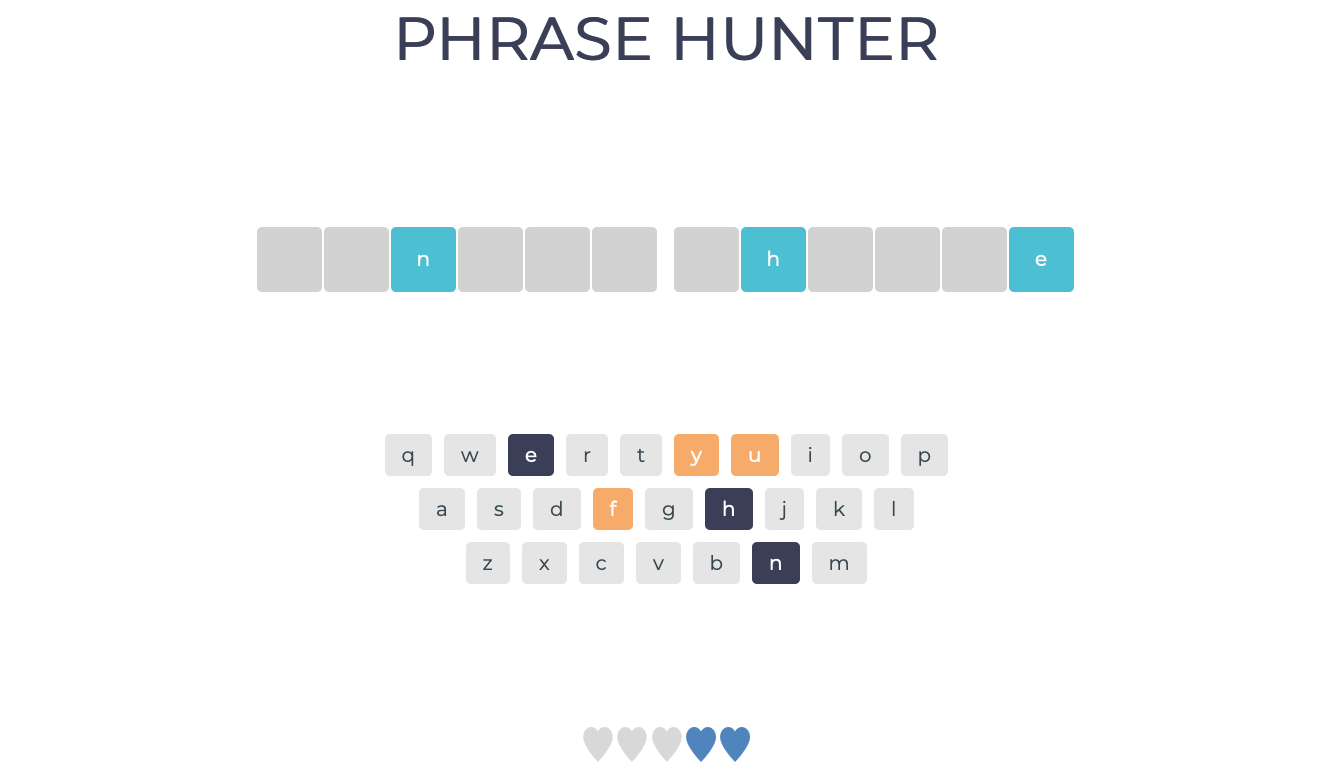 PHRASE HUNTER
n h e
q w e r t y u i o p
a s d f g h j k l
z x c v b n m